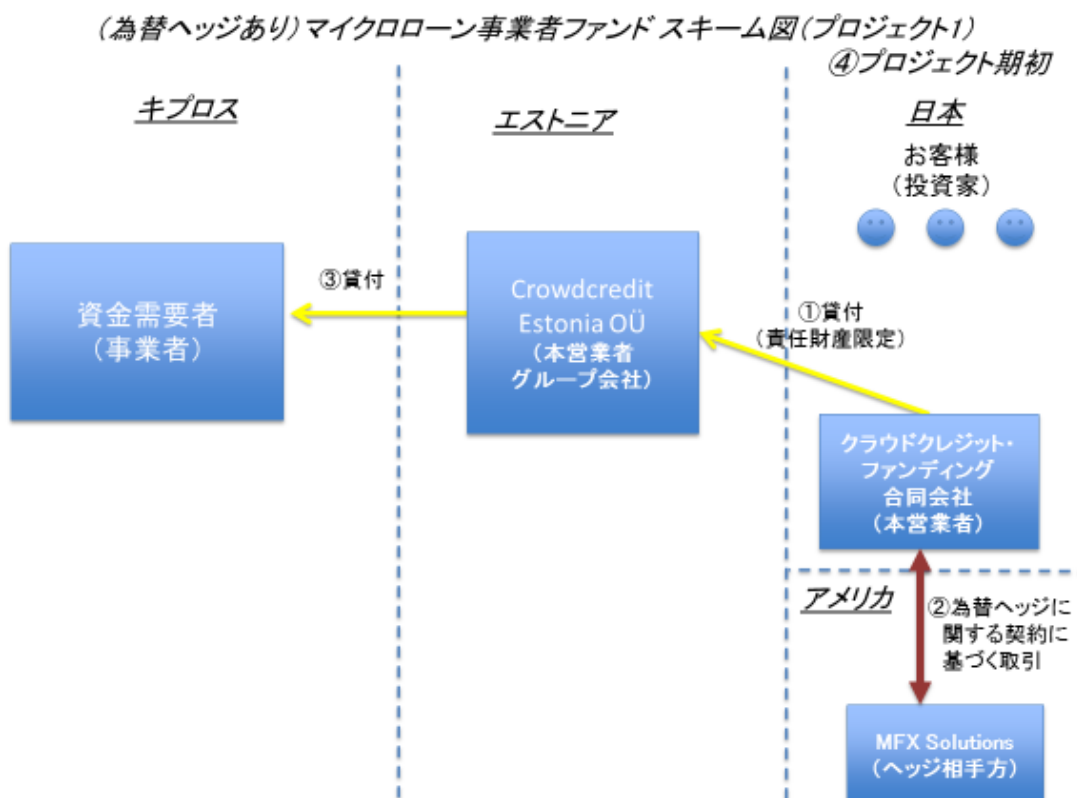 (為替ヘッジあり)マイクロローン事業者ファンド スキーム図(プロジェクト1)
④プロジェクト期初
キプロス
エストニア
日本
お客様
(投資家)
資金需要者
(事業者)
③貸付
Crowdcredit
Estonia OÜ
(本営業者
グループ会社)
①貸付
(責任財産限定)
クラウドクレジット・
ファンディング
合同会社
(本営業者)
アメリカ
②為替ヘッジに
関する契約に
基づく取引
MFX Solutions
(ヘッジ相手方)